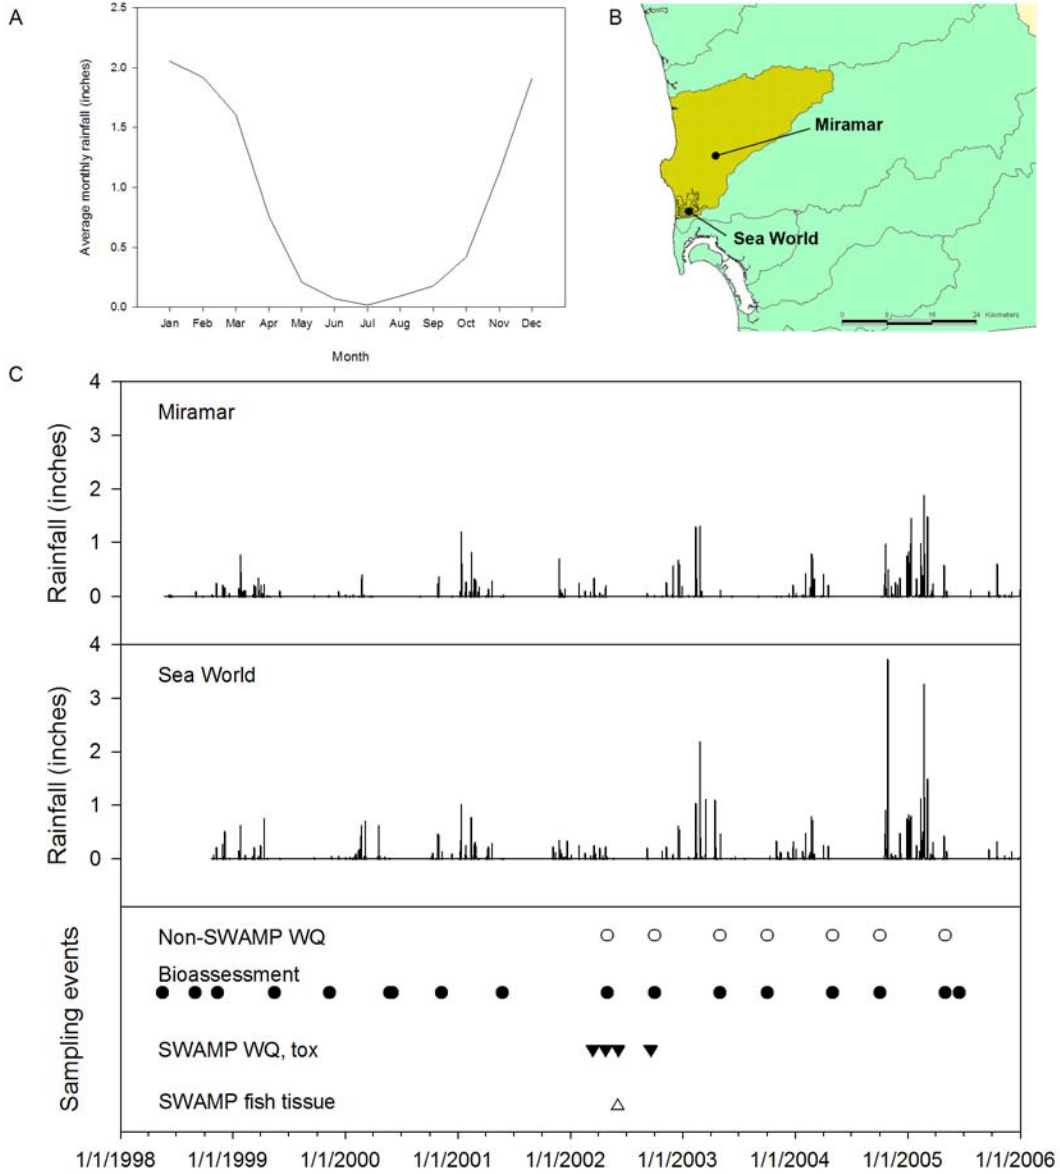 A
2.5
2.0
1.5
1.0
0.5
0.0
Average monthly rainfall (inches)
Jan Feb Mar Apr May Jun Jul Aug Sep Oct Nov Dec
Month
B
Miramar
Sea World
0 8 16 24 Kilometers
C
4
3
2
1
0
Rainfall (inches)
Miramar
4
3
2
1
0
Rainfall (inches)
Sea World
Sampling events
Non-SWAMP WQ
Bioassessment
SWAMP WQ, tox
SWAMP fish tissue
1/1/1998 1/1/1999 1/1/2000 1/1/2001 1/1/2002 1/1/2003 1/1/2004 1/1/2005 1/1/2006